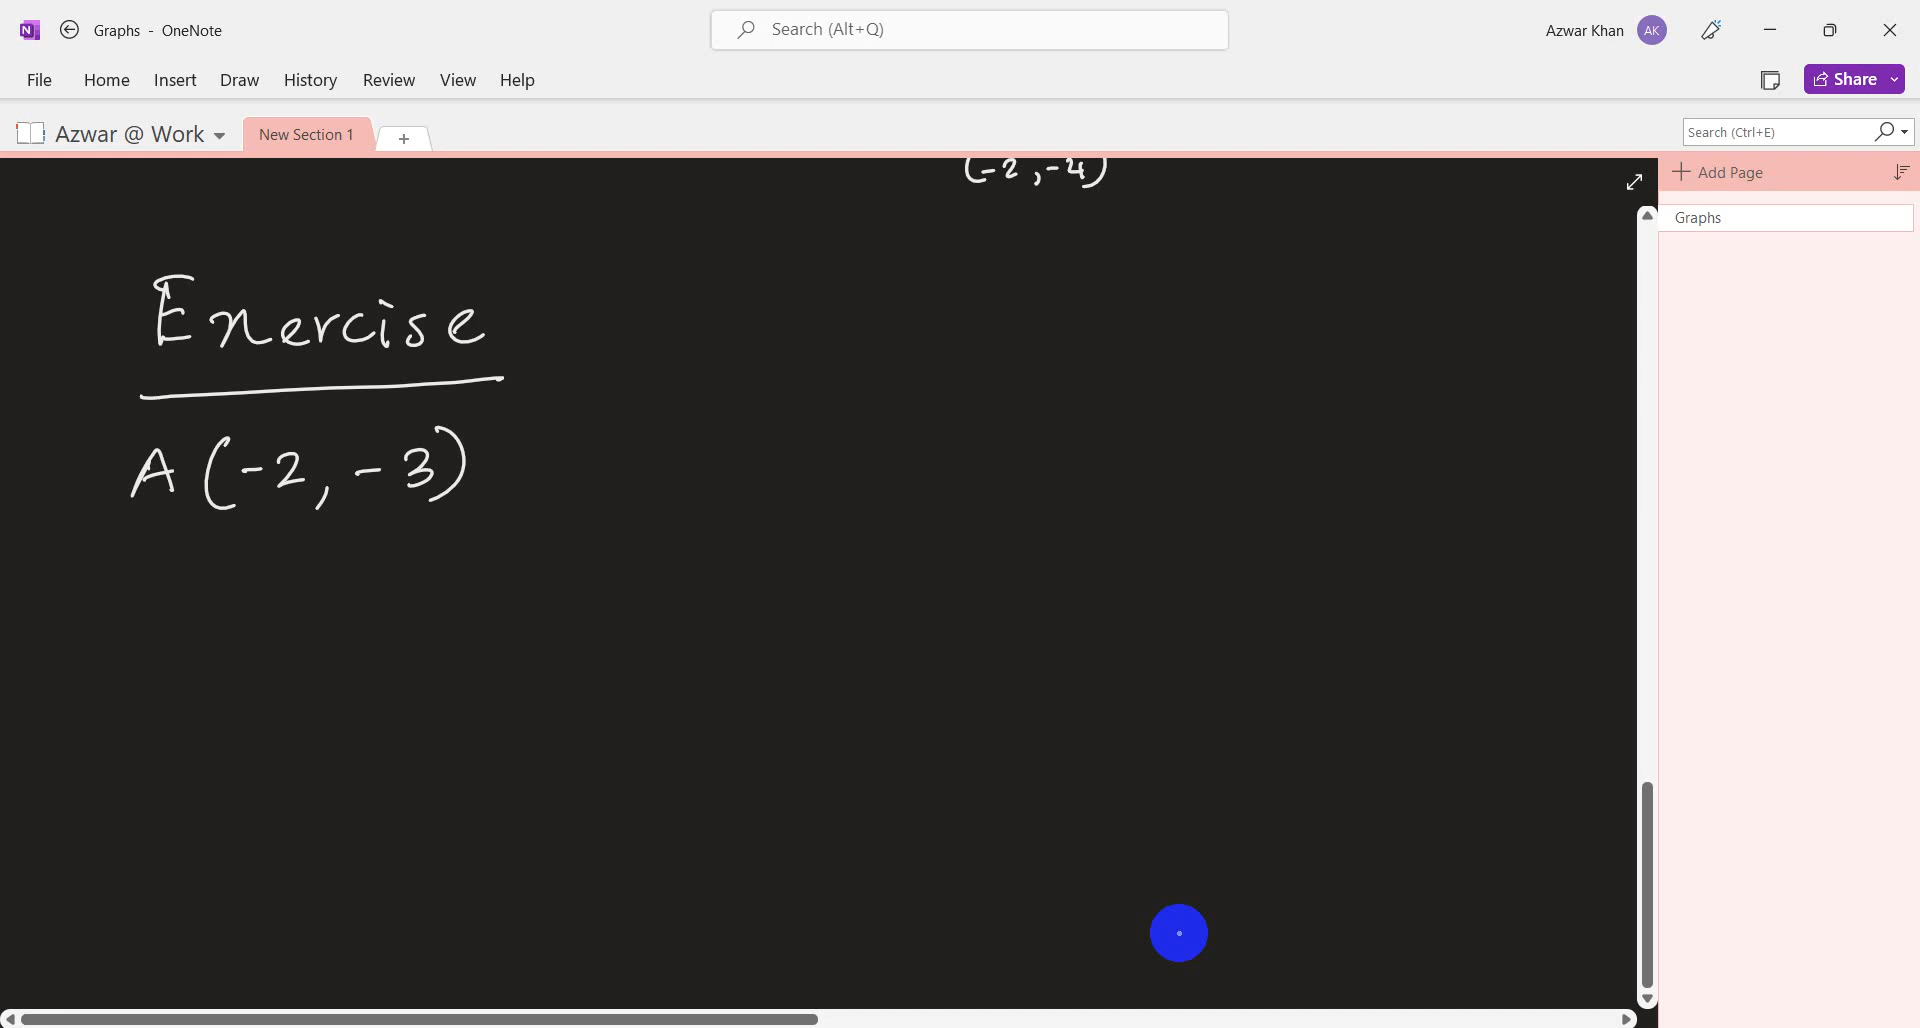 Graphs - OneNote
Search (Alt+Q)
Azwar Khan
AK
File Home Insert Draw History Review View Help
Share
Azwar @ Work
New Section 1
+
Search (Ctrl+E)
Add Page
Graphs
(-2,-4)
Exercise
A(-2,-3)